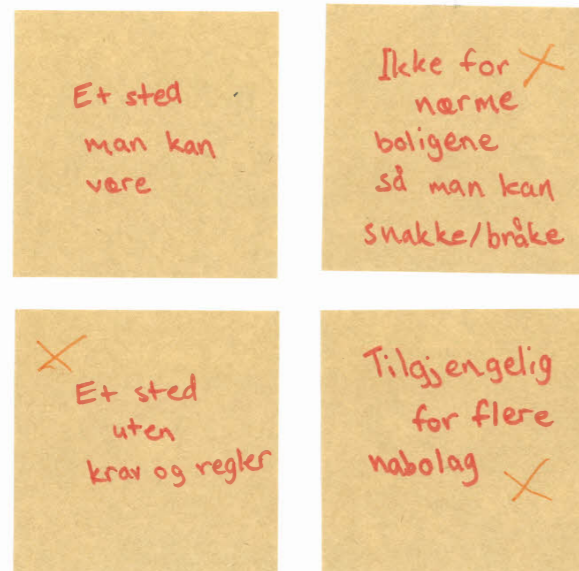 Et sted
man kan
være
Ikke for
nærme
boligene
så man kan
snakke/bråke
Et sted
uten
krav og regler
Tilgjengelig
for flere
nabolag